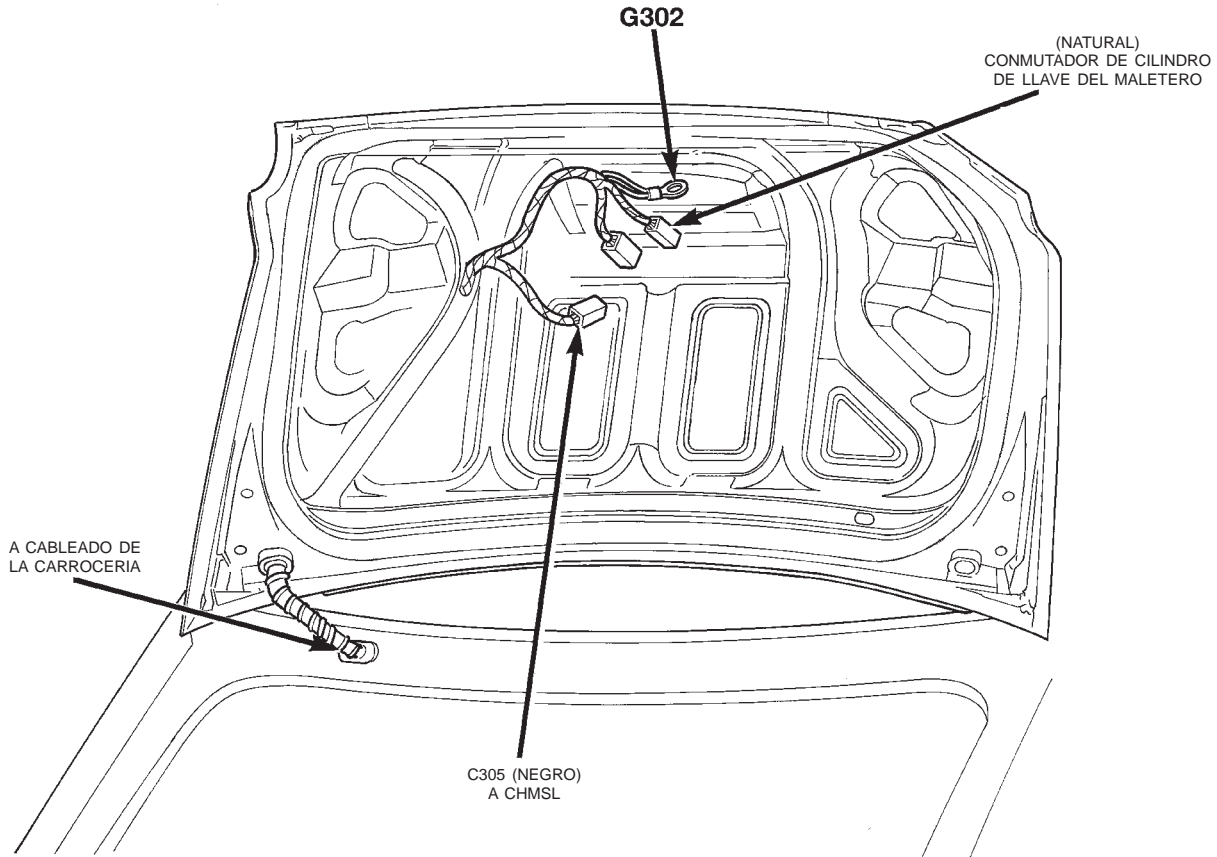 G302
(NATURAL)
CONMUTADOR DE CILINDRO
DE LLAVE DEL MALETERO
A CABLEADO DE
LA CARROCERIA
C305 (NEGRO)
A CHMSL